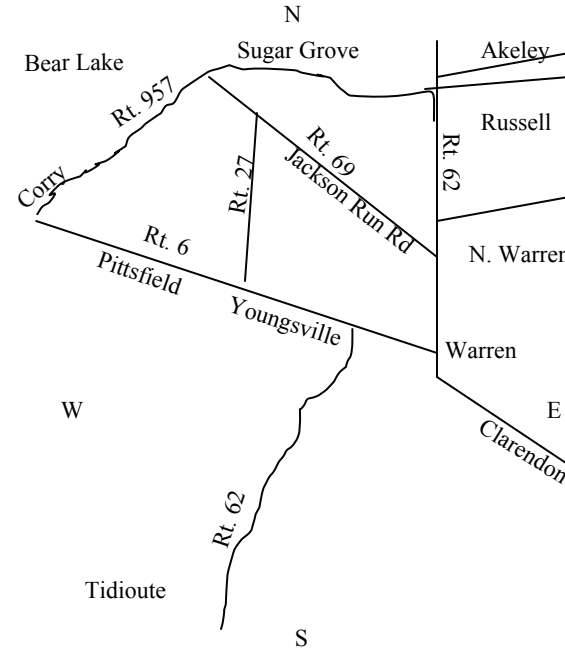 N
Sugar Grove
Akeley
Bear Lake
Rt. 957
Russell
Rt. 69
Jackson Run Rd
Rt. 62
Rt. 27
Corry
Rt. 6
Pittsfield
N. Warren
Youngsville
Warren
W
E
Clarendon
Rt. 62
Tidioute
S